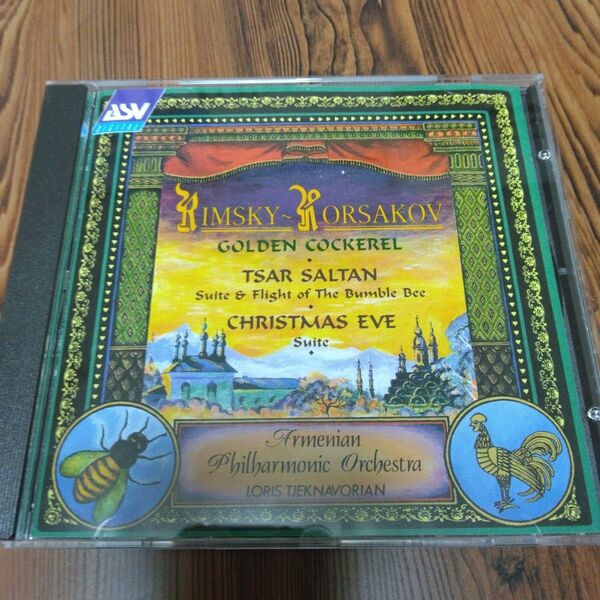 ASV
DIGITAL
RIMSKY~KORSAKOV
GOLDEN COCKEREL
•
TSAR SALTAN
Suite & Flight of The Bumble Bee
•
CHRISTMAS EVE
Suite
•
Armenian
Philharmonic Orchestra
LORIS TJEKNAVORIAN